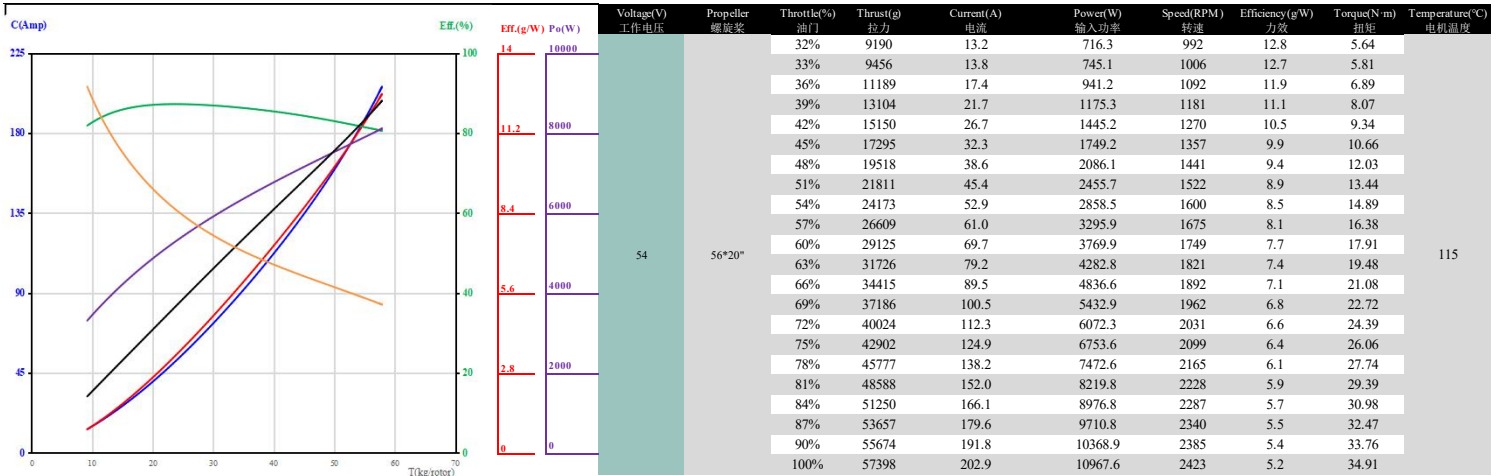 C(Amp) Eff.(%) Eff.(g/W) Po(W)
225 100 14 10000
180 80 11.2 8000
135 60 8.4 6000
90 40 5.6 4000
45 20 2.8 2000
0 0 0 0
0 10 20 30 40 50 60 70
T(kg/rotor)
Voltage(V) Propeller Throttle(%) Thrust(g) Current(A) Power(W) Speed(RPM) Efficiency(g/W) Torque(N·m) Temperature(℃)
工作电压 螺旋桨 油门 拉力 电流 输入功率 转速 力效 扭矩 电机温度
32% 9190 13.2 716.3 992 12.8 5.64
33% 9456 13.8 745.1 1006 12.7 5.81
36% 11189 17.4 941.2 1092 11.9 6.89
39% 13104 21.7 1175.3 1181 11.1 8.07
42% 15150 26.7 1445.2 1270 10.5 9.34
45% 17295 32.3 1749.2 1357 9.9 10.66
48% 19518 38.6 2086.1 1441 9.4 12.03
51% 21811 45.4 2455.7 1522 8.9 13.44
54% 24173 52.9 2858.5 1600 8.5 14.89
57% 26609 61.0 3295.9 1675 8.1 16.38
60% 29125 69.7 3769.9 1749 7.7 17.91
54 56*20" 115
63% 31726 79.2 4282.8 1821 7.4 19.48
66% 34415 89.5 4836.6 1892 7.1 21.08
69% 37186 100.5 5432.9 1962 6.8 22.72
72% 40024 112.3 6072.3 2031 6.6 24.39
75% 42902 124.9 6753.6 2099 6.4 26.06
78% 45777 138.2 7472.6 2165 6.1 27.74
81% 48588 152.0 8219.8 2228 5.9 29.39
84% 51250 166.1 8976.8 2287 5.7 30.98
87% 53657 179.6 9710.8 2340 5.5 32.47
90% 55674 191.8 10368.9 2385 5.4 33.76
100% 57398 202.9 10967.6 2423 5.2 34.91